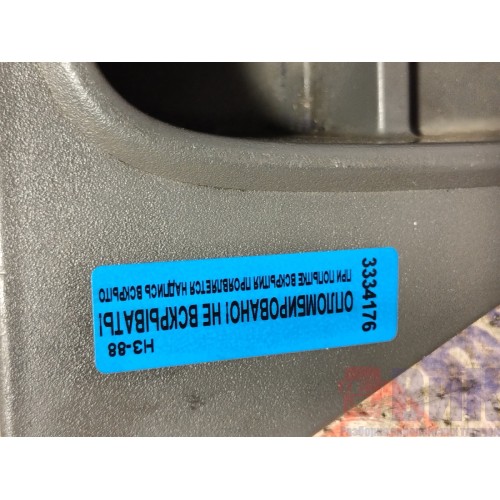 НЗ-88
ОПЛОМБИРОВАНО! НЕ ВСКРЫВАТЬ!
ПРИ ПОПЫТКЕ ВСКРЫТИЯ ПРОЯВЛЯЕТСЯ НАДПИСЬ ВСКРЫТО
3334176